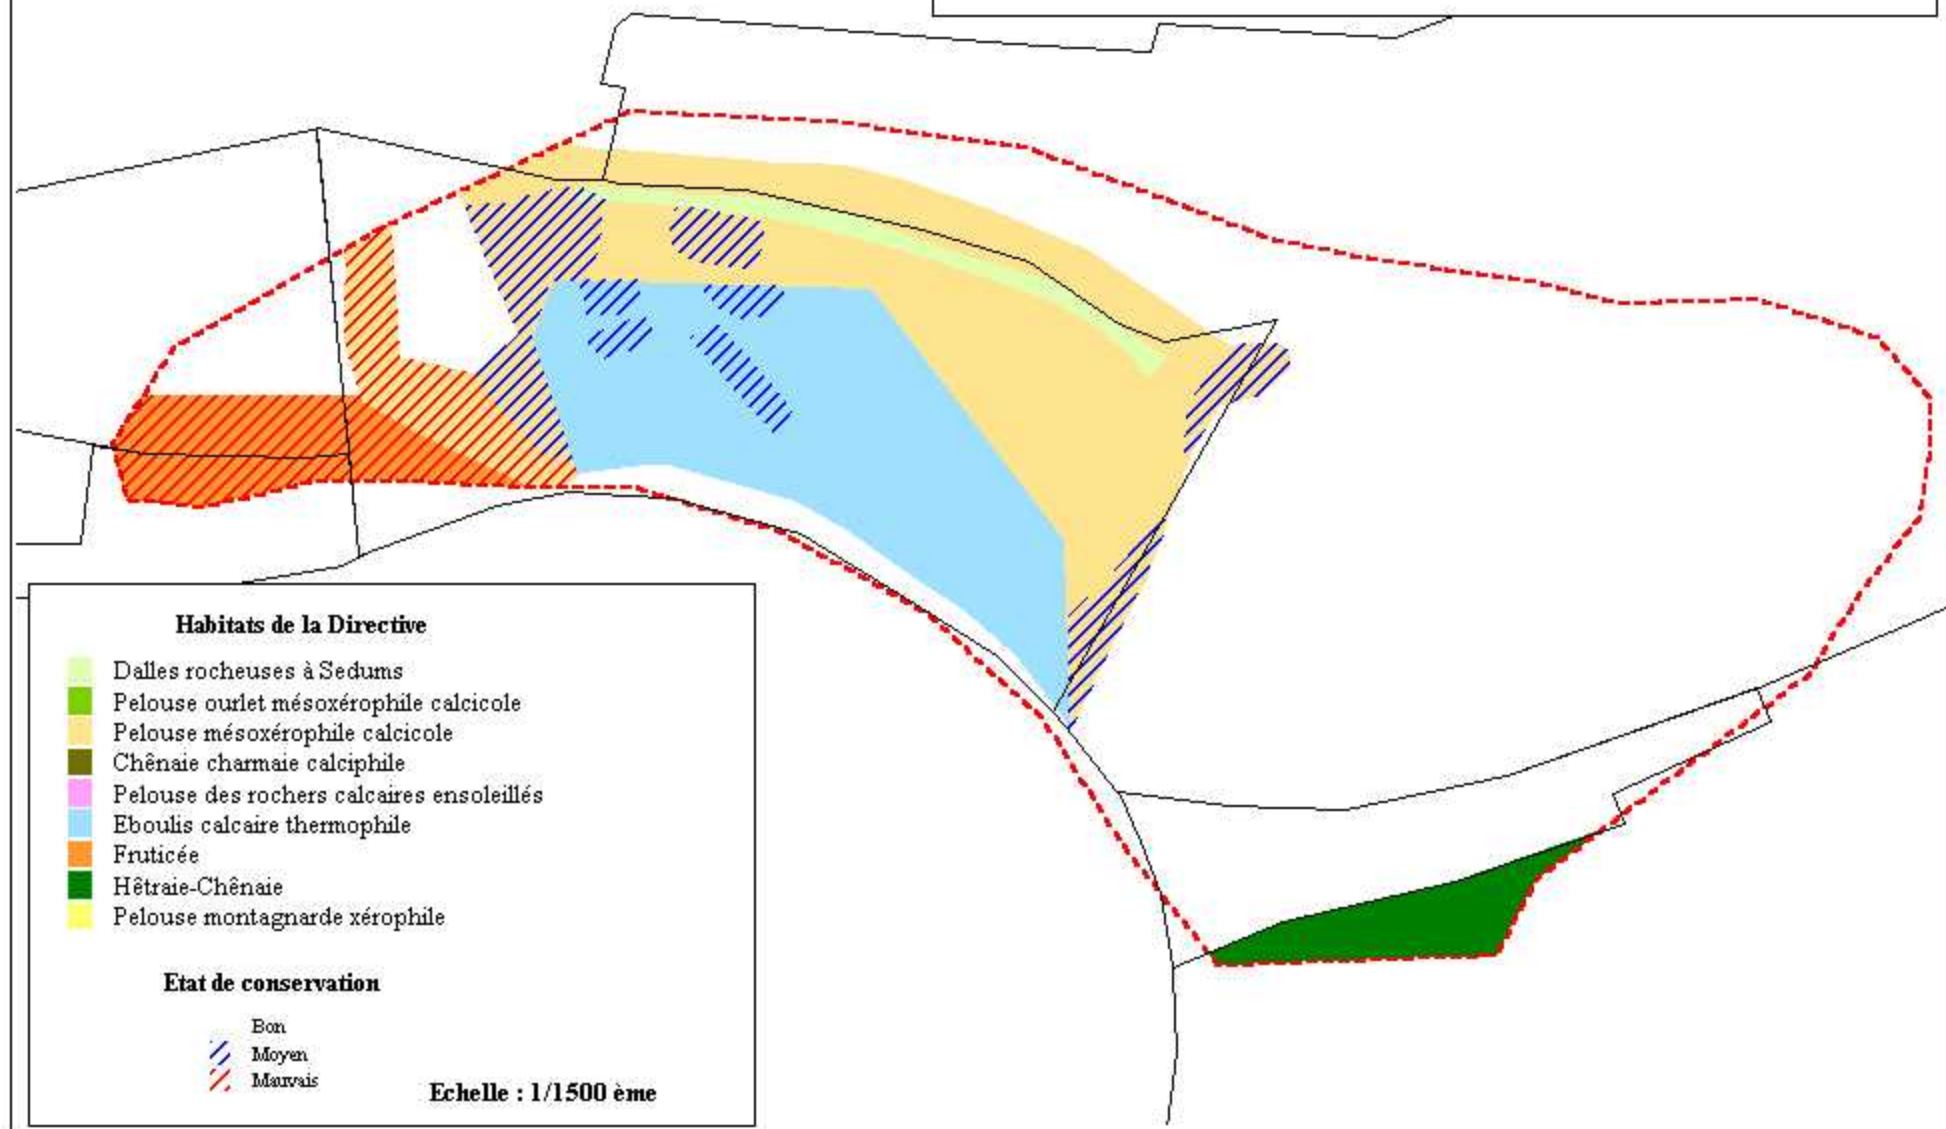 Habitats de la Directive
Dalles rocheuses à Sedums
Pelouse ourlet mésoxérophile calcicole
Pelouse mésoxérophile calcicole
Chênaie charmaie calciphile
Pelouse des rochers calcaires ensoleillés
Eboulis calcaire thermophile
Fruticée
Hêtraie-Chênaie
Pelouse montagnarde xérophile
Etat de conservation
Bon
Moyen
Mauvais
Echelle : 1/1500 ème